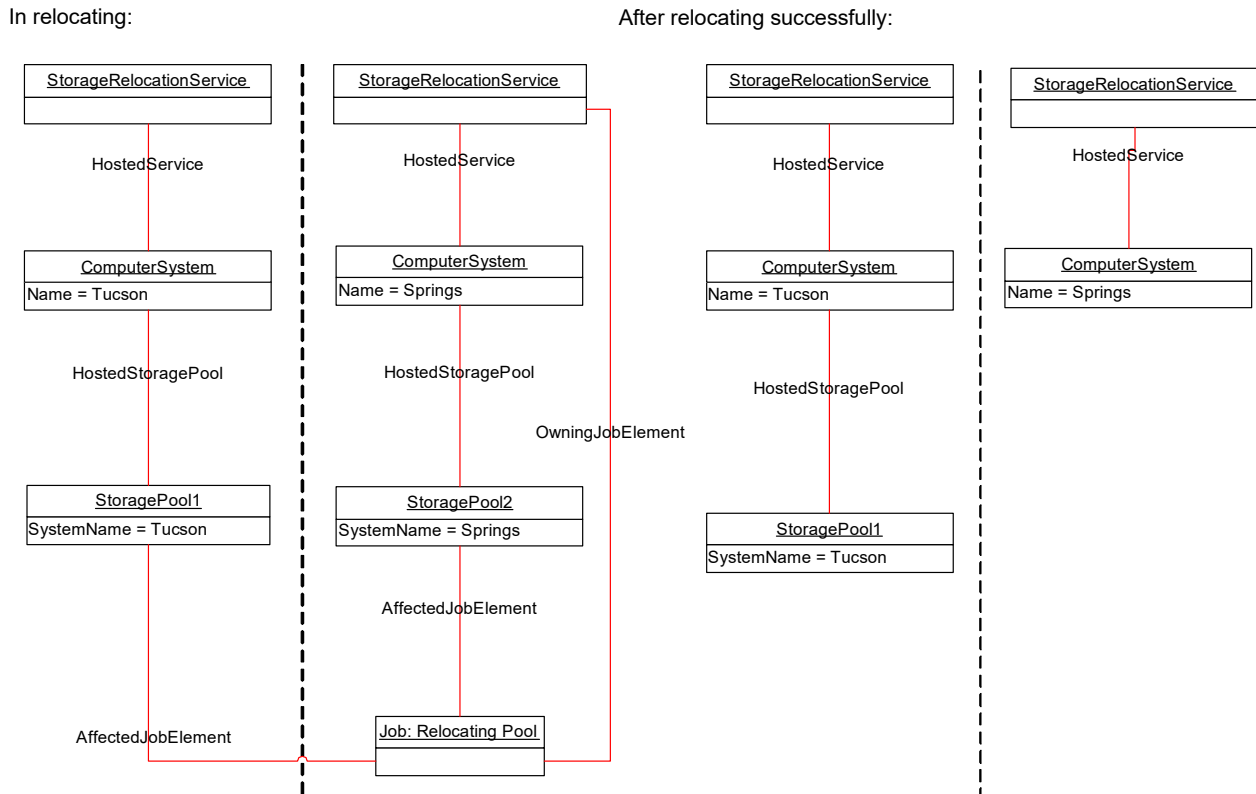 In relocating:
After relocating successfully:
StorageRelocationService
StorageRelocationService
StorageRelocationService
StorageRelocationService
HostedService
HostedService
HostedService
HostedService
ComputerSystem
Name = Tucson
ComputerSystem
Name = Springs
ComputerSystem
Name = Tucson
ComputerSystem
Name = Springs
HostedStoragePool
HostedStoragePool
HostedStoragePool
OwningJobElement
StoragePool1
SystemName = Tucson
StoragePool2
SystemName = Springs
StoragePool1
SystemName = Tucson
AffectedJobElement
AffectedJobElement
Job: Relocating Pool